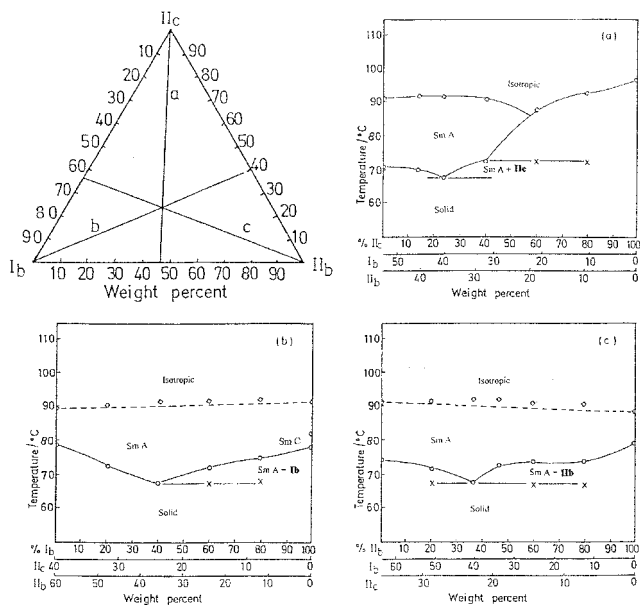 IIc
10 90
20 80
30 70
40 60
50 50
60 40
70 30
80 20
90 10
a
b c
Ib IIb
10 20 30 40 50 60 70 80 90
Weight percent
(a)
Temperature/°C
100
90
80
70
60
Isotropic
Sm A
Sm A + IIc
Solid
% IIc 20 40 60 80 100
Ib 50 40 30 20 10 0
IIb 40 30 20 10 0
Weight percent
(b)
Temperature/°C
110
100
90
80
70
60
50
Isotropic
Sm A
Sm C
Sm A + Ib
Solid
% Ib 10 20 30 40 50 60 70 80 90 100
IIc 40 30 20 10 0
IIb 60 50 40 30 20 10 0
Weight percent
(c)
Temperature/°C
110
100
90
80
70
60
50
Isotropic
Sm A
Sm A + IIb
Solid
% IIb 10 20 30 40 50 60 70 80 90 100
Ib 60 50 40 30 20 10 0
IIc 30 20 10 0
Weight percent